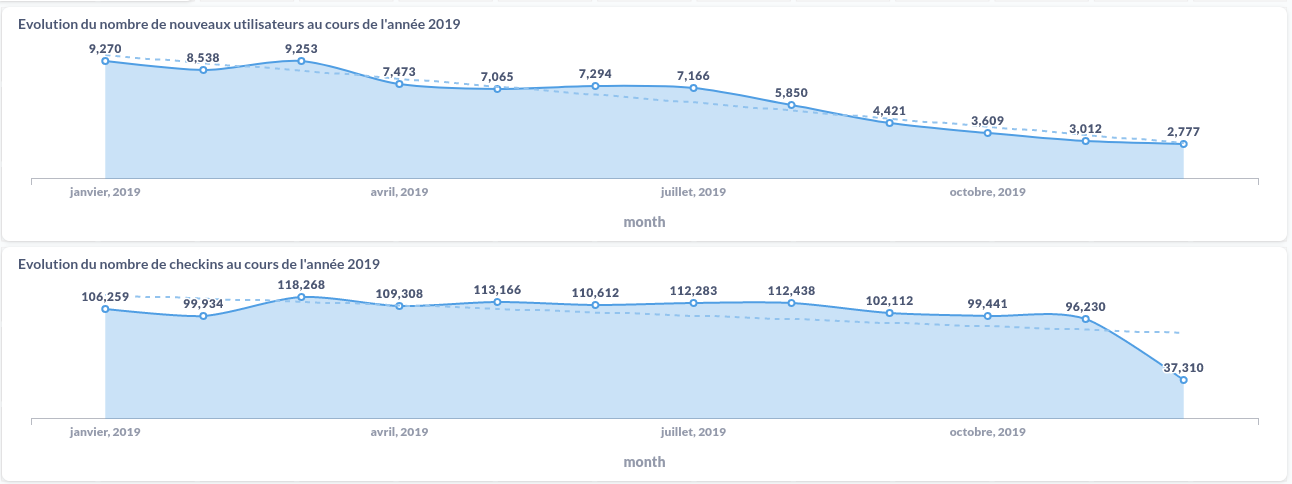 Evolution du nombre de nouveaux utilisateurs au cours de l'année 2019
9,270
8,538
9,253
7,473
7,065
7,294
7,166
5,850
4,421
3,609
3,012
2,777
janvier, 2019
avril, 2019
juillet, 2019
octobre, 2019
month
Evolution du nombre de checkins au cours de l'année 2019
106,259
99,934
118,268
109,308
113,166
110,612
112,283
112,438
102,112
99,441
96,230
37,310
janvier, 2019
avril, 2019
juillet, 2019
octobre, 2019
month